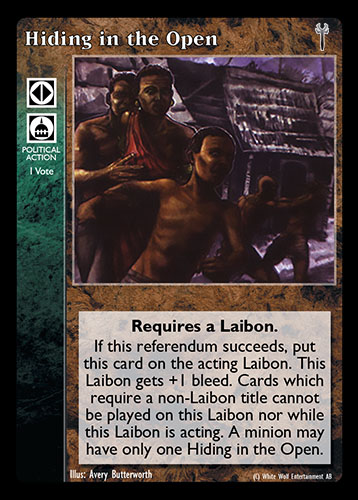 Hiding in the Open
POLITICAL
ACTION
1 Vote
Requires a Laibon.
If this referendum succeeds, put
this card on the acting Laibon. This
Laibon gets +1 bleed. Cards which
require a non-Laibon title cannot
be played on this Laibon nor while
this Laibon is acting. A minion may
have only one Hiding in the Open.
Illus: Avery Butterworth
(C) White Wolf Entertainment AB